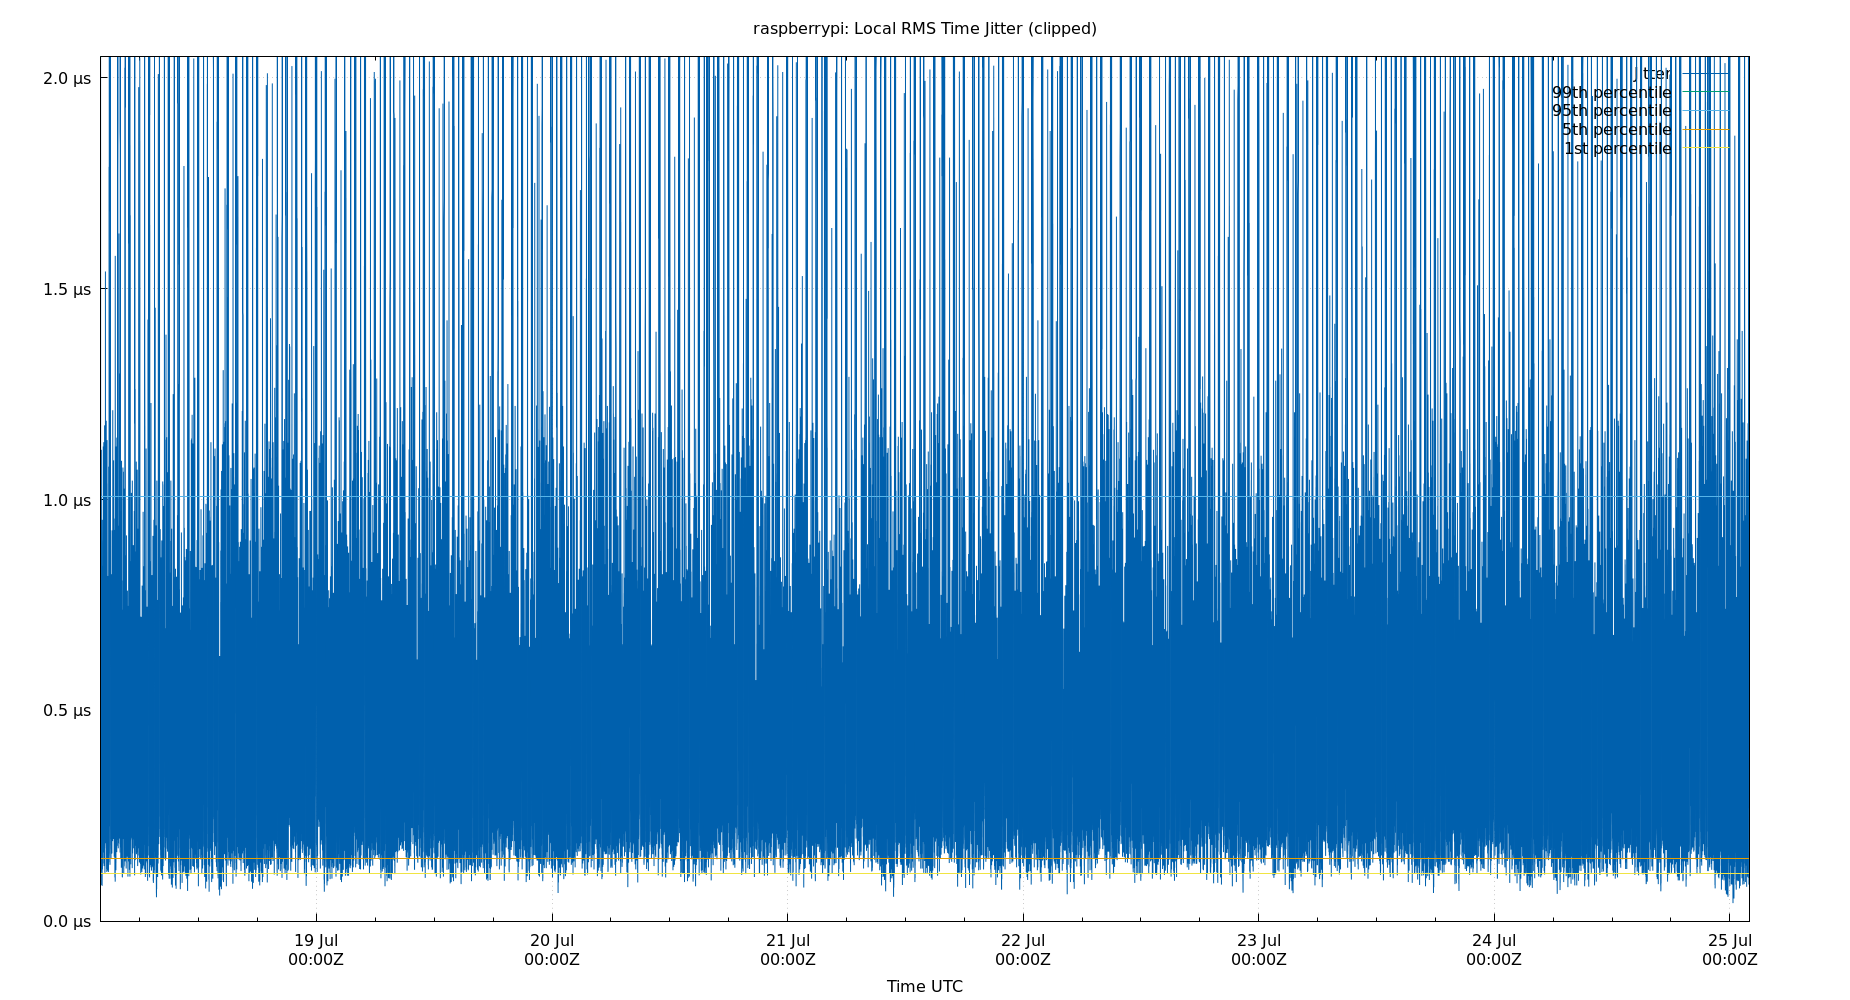 raspberrypi: Local RMS Time Jitter (clipped)
2.0 µs
1.5 µs
1.0 µs
0.5 µs
0.0 µs
jitter
99th percentile
95th percentile
5th percentile
1st percentile
19 Jul 20 Jul 21 Jul 22 Jul 23 Jul 24 Jul 25 Jul
00:00Z 00:00Z 00:00Z 00:00Z 00:00Z 00:00Z 00:00Z
Time UTC